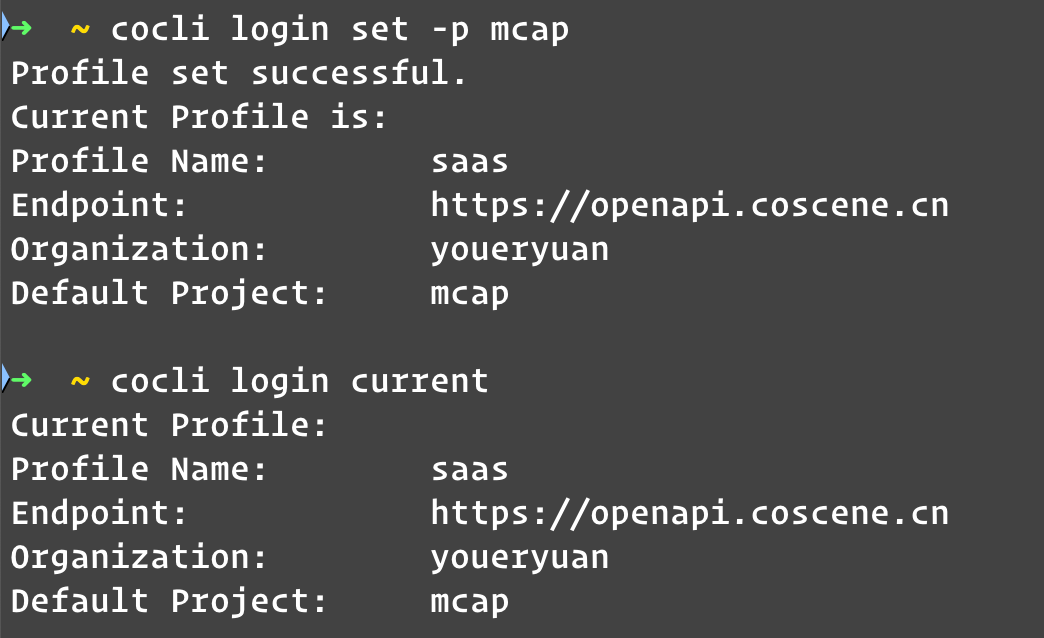 ➜ ~ cocli login set -p mcap
Profile set successful.
Current Profile is:
Profile Name: saas
Endpoint: https://openapi.coscene.cn
Organization: youeryuan
Default Project: mcap
➜ ~ cocli login current
Current Profile:
Profile Name: saas
Endpoint: https://openapi.coscene.cn
Organization: youeryuan
Default Project: mcap